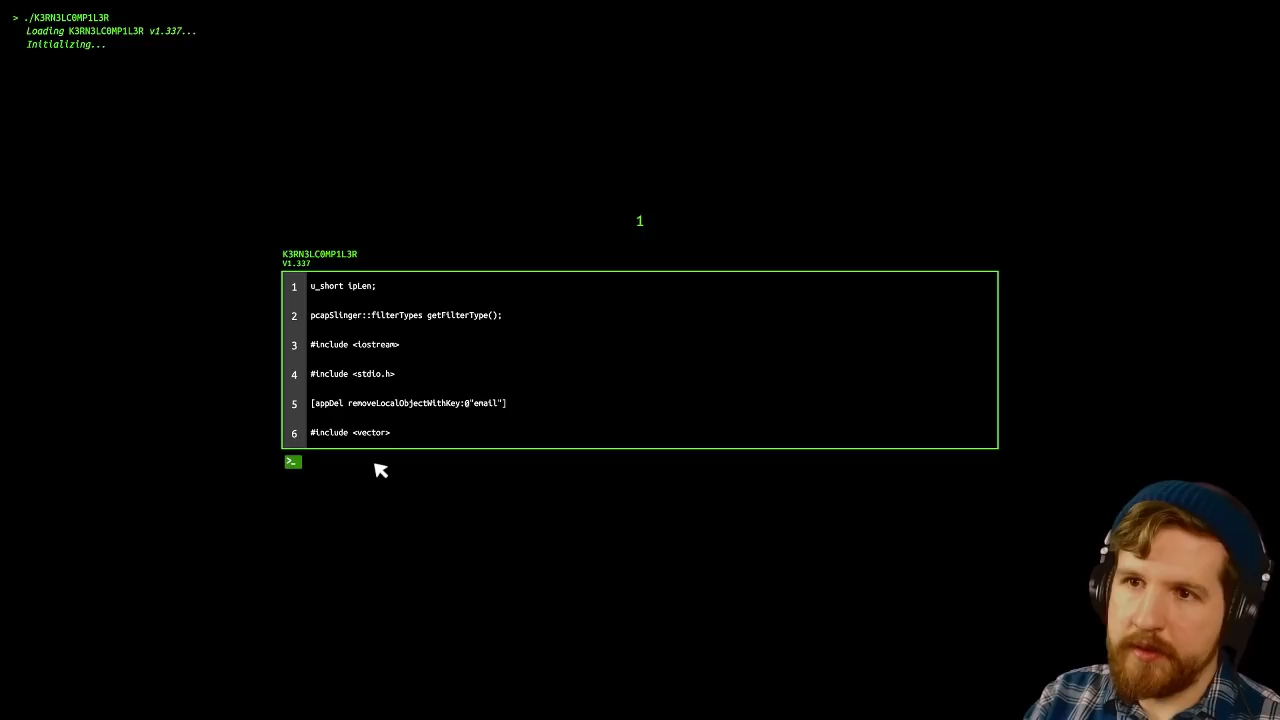 > ./K3RN3LC0MP1L3R
Loading K3RN3LC0MP1L3R v1.337...
Initializing...
1
K3RN3LC0MP1L3R
V1.337
1 u_short ipLen;
2 pcapSlinger::filterTypes getFilterType();
3 #include <iostream>
4 #include <stdio.h>
5 [appDel removeLocalObjectWithKey:@"email"]
6 #include <vector>
>_